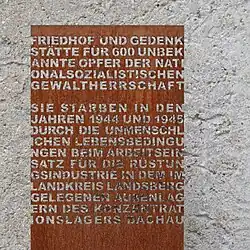 FRIEDHOF UND GEDENK
STÄTTE FÜR 600 UNBEK
ANNTE OPFER DER NATI
ONALSOZIALISTISCHEN
GEWALTHERRSCHAFT
SIE STARBEN IN DEN
JAHREN 1944 UND 1945
DURCH DIE UNMENSCHL
ICHEN LEBENSBEDINGU
NGEN BEIM ARBEITSEIN
SATZ FÜR DIE RÜSTUN
GSINDUSTRIE IN DEM IM
LANDKREIS LANDSBERG
GELEGENEN AUẞENLAG
ERN DES KONZENTRAT
IONSLAGERS DACHAU